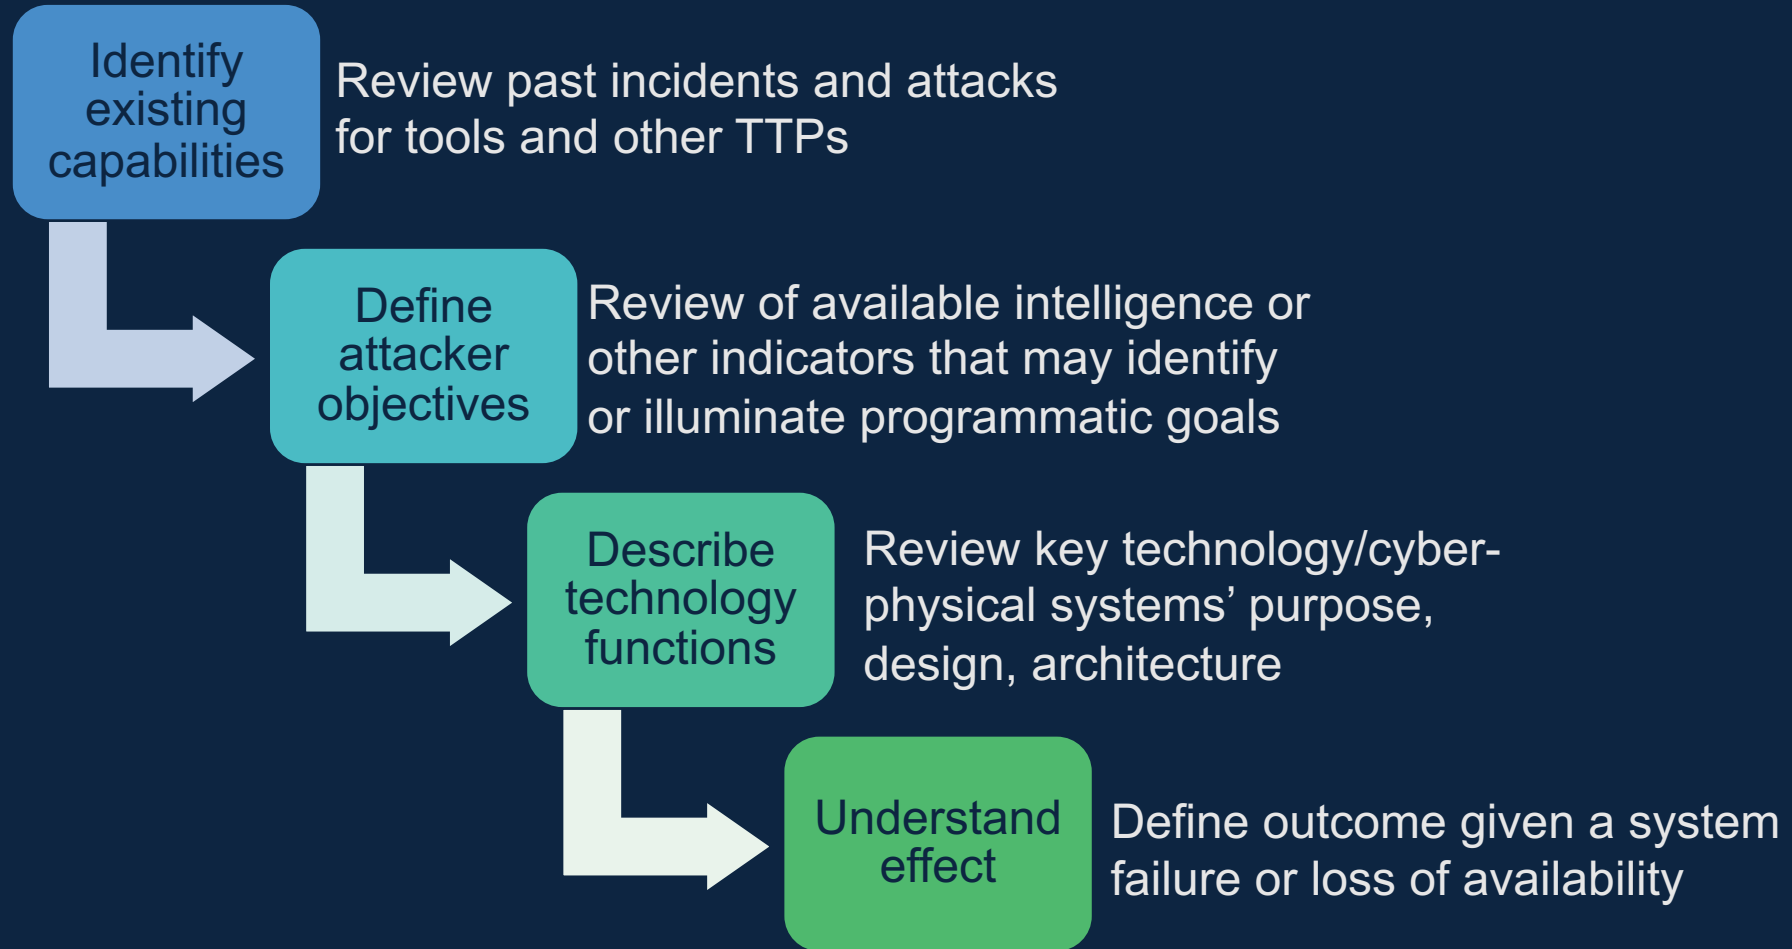 Identify
existing
capabilities
Review past incidents and attacks
for tools and other TTPs
Define
attacker
objectives
Review of available intelligence or
other indicators that may identify
or illuminate programmatic goals
Describe
technology
functions
Review key technology/cyber-
physical systems’ purpose,
design, architecture
Understand
effect
Define outcome given a system
failure or loss of availability